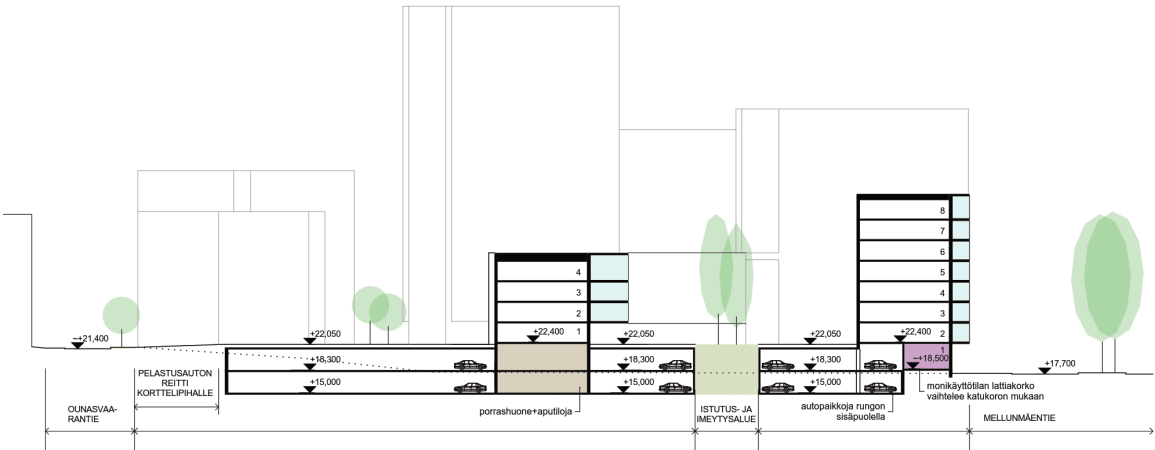 8
7
6
5
4
3
2
1
4
3
2
1
~+21,400
+22,050
+22,400
+22,050
+22,050
+22,400
+18,300
+18,300
+18,300
~+18,500
+15,000
+15,000
+15,000
+17,700
PELASTUSAUTON
REITTI
KORTTELIPIHALLE
OUNASVAA-
RANTIE
porrashuone+aputiloja
ISTUTUS- JA
IMEYTYSALUE
autopaikkoja rungon
sisäpuolella
monikäyttötilan lattiakorko
vaihtelee katukoron mukaan
MELLUNMÄENTIE